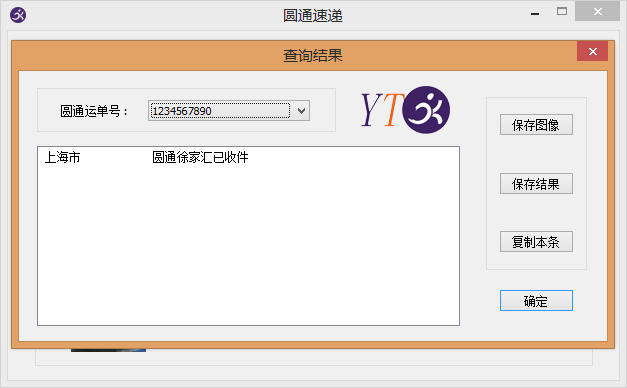 圆通速递
查询结果
圆通运单号：
1234567890
YTO
保存图像
上海市 圆通徐家汇已收件
保存结果
复制本条
确定